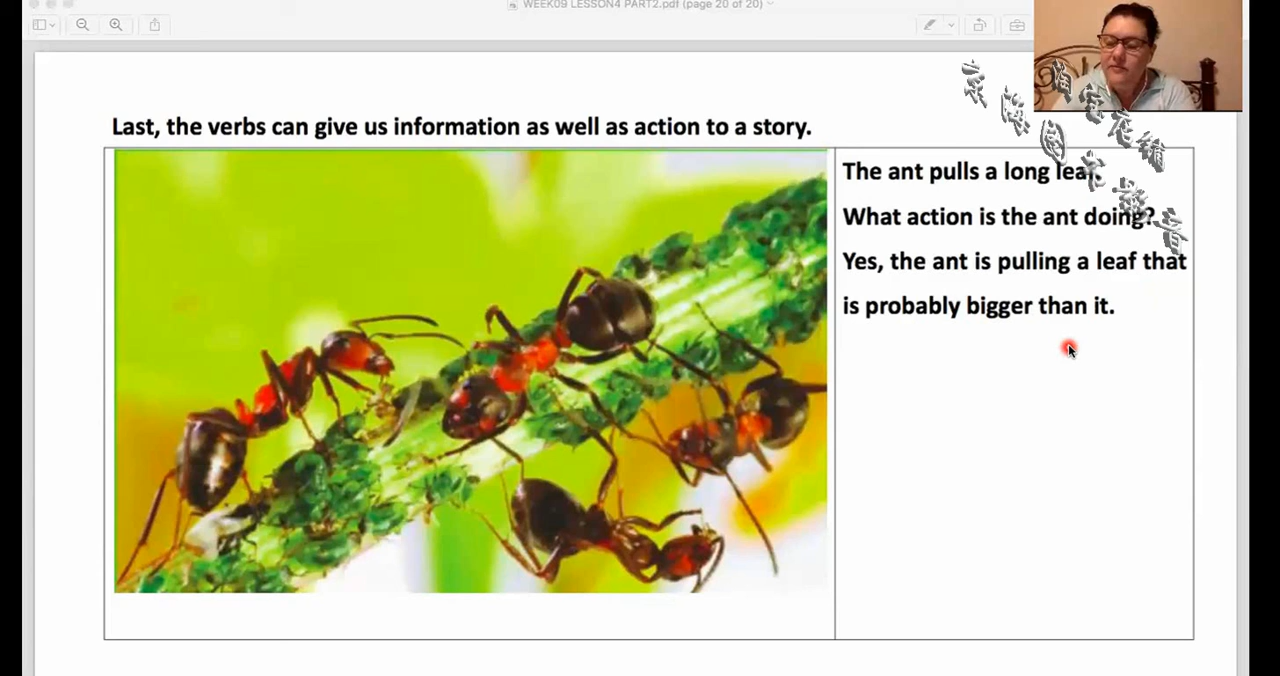 WEEK09 LESSON4 PART2.pdf (page 20 of 20)
Last, the verbs can give us information as well as action to a story.
The ant pulls a long leaf.
What action is the ant doing?
Yes, the ant is pulling a leaf that
is probably bigger than it.